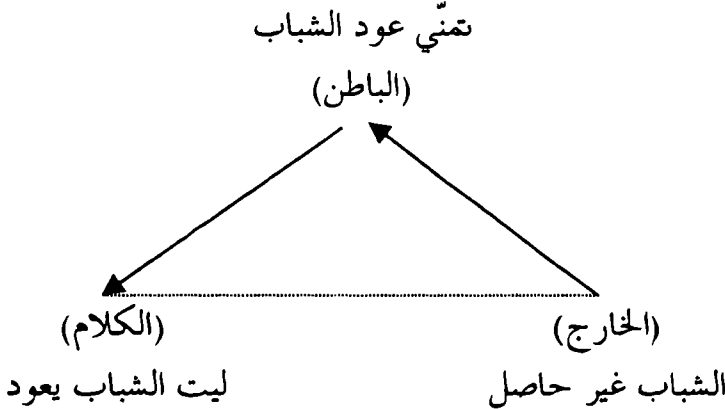 تمنّي عود الشباب
(الباطن)
(الخارج) (الكلام)
الشباب غير حاصل ليت الشباب يعود